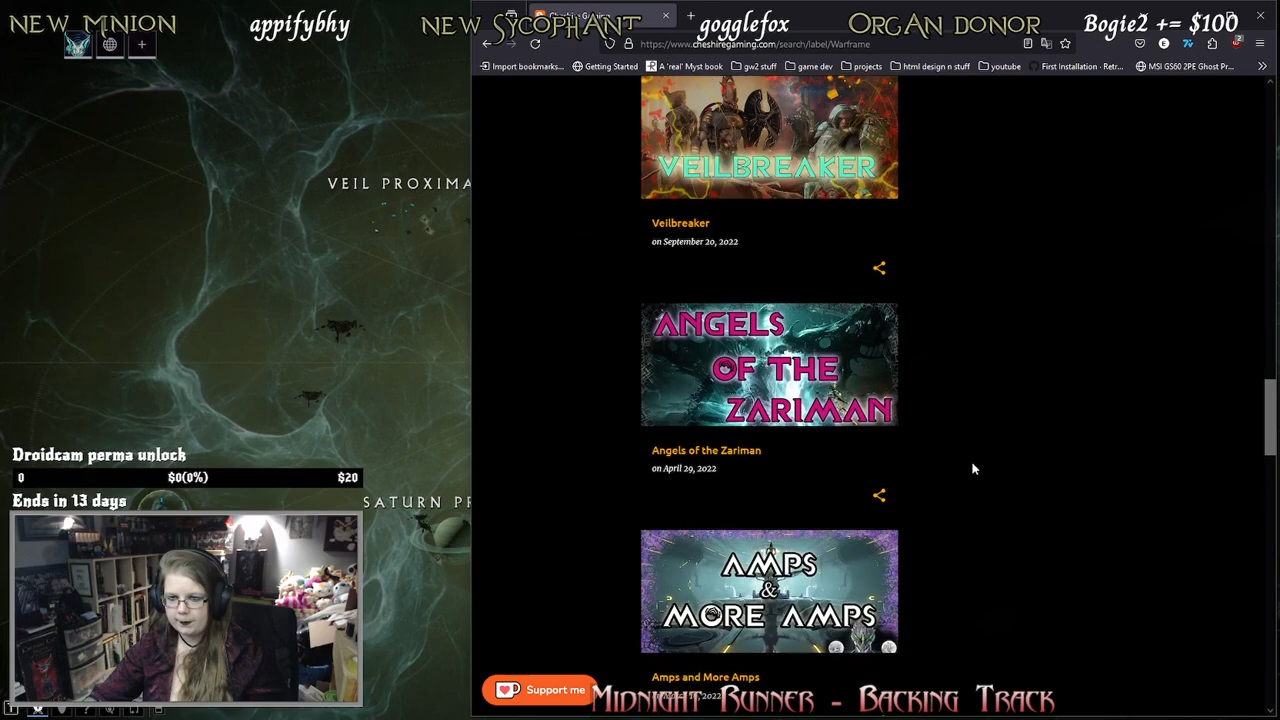 NEW MINION
appifybhy
NEW SYCOPHANT
gogglefox
ORGAN DONOR
Bogie2 += $100
https://www.cheshiregaming.com/search/label/Warframe
Import bookmarks...
Getting Started
A 'real' Myst book
gw2 stuff
game dev
projects
html design n stuff
youtube
First Installation - Retr...
MSI GS60 2PE Ghost Pr...
VEIL PROXIMA
VEILBREAKER
Veilbreaker
on September 20, 2022
ANGELS
OF THE
ZARIMAN
Angels of the Zariman
on April 29, 2022
AMPS
&
MORE AMPS
Amps and More Amps
Droidcam perma unlock
0
$0(0%)
$20
Ends in 13 days
SATURN PR
Support me
MIDNIGHT RUNNER - BACKING TRACK